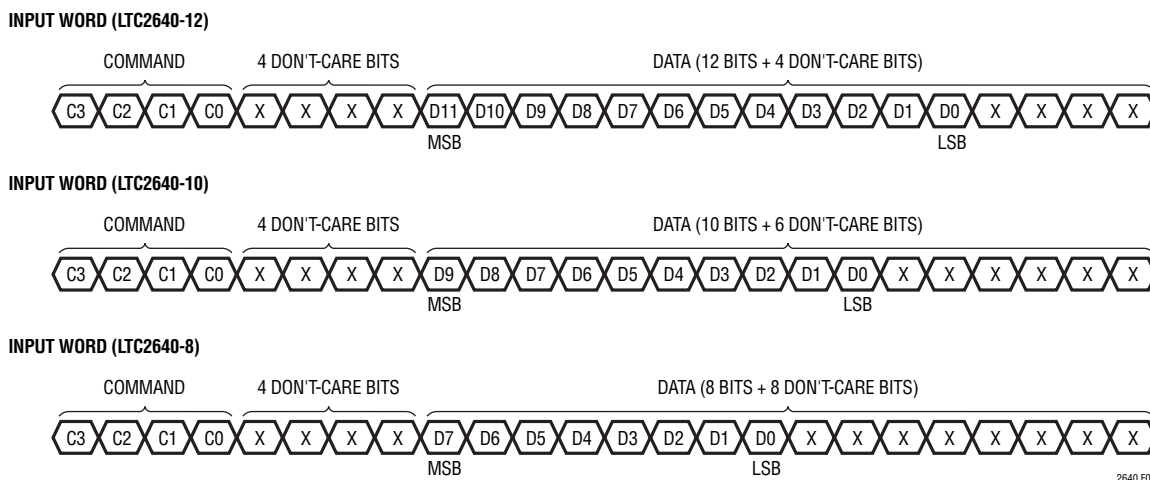 INPUT WORD (LTC2640-12)
COMMAND 4 DON'T-CARE BITS DATA (12 BITS + 4 DON'T-CARE BITS)
C3 C2 C1 C0 X X X X D11 D10 D9 D8 D7 D6 D5 D4 D3 D2 D1 D0 X X X X
MSB LSB
INPUT WORD (LTC2640-10)
COMMAND 4 DON'T-CARE BITS DATA (10 BITS + 6 DON'T-CARE BITS)
C3 C2 C1 C0 X X X X D9 D8 D7 D6 D5 D4 D3 D2 D1 D0 X X X X X X
MSB LSB
INPUT WORD (LTC2640-8)
COMMAND 4 DON'T-CARE BITS DATA (8 BITS + 8 DON'T-CARE BITS)
C3 C2 C1 C0 X X X X D7 D6 D5 D4 D3 D2 D1 D0 X X X X X X X X
MSB LSB
2640